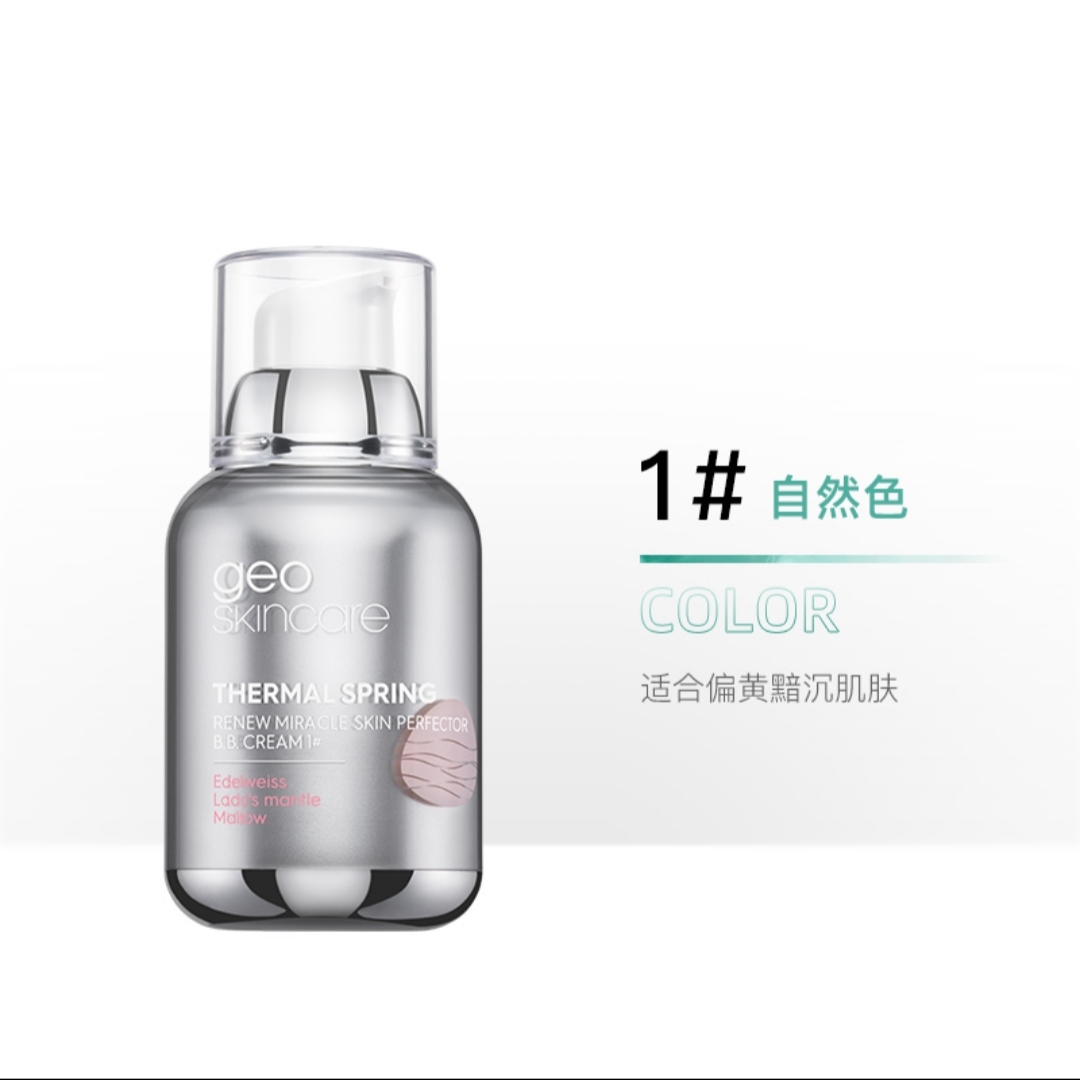 geo
skincare
THERMAL SPRING
RENEW MIRACLE SKIN PERFECTOR
B.B. CREAM 1#
Edelweiss
Lady's mantle
Mallow
1# 自然色
COLOR
适合偏黄黯沉肌肤